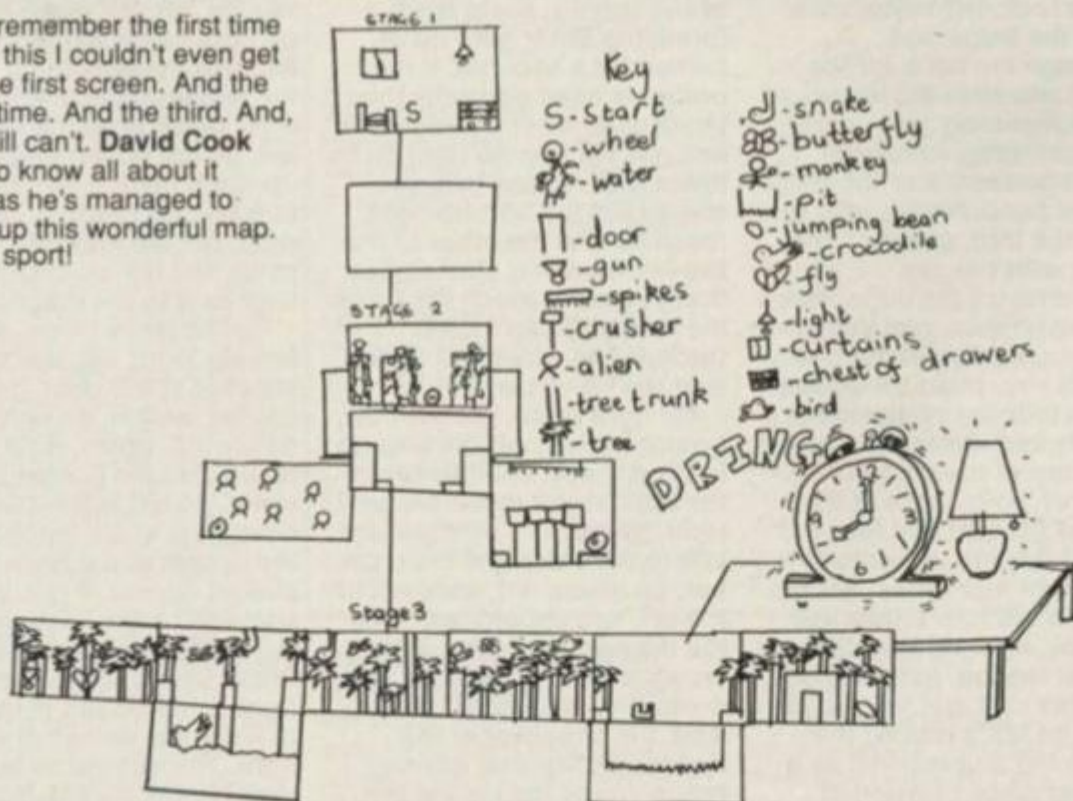 remember the first time
this I couldn't even get
e first screen. And the
time. And the third. And,
ill can't. David Cook
o know all about it
as he's managed to
up this wonderful map.
sport!
STAGE 1
S
STAGE 2
Stage 3
Key
S - Start
- wheel
- water
- door
- gun
- spikes
- crusher
- alien
- tree trunk
- tree
- snake
- butterfly
- monkey
- pit
- jumping bean
- crocodile
- fly
- light
- curtains
- chest of drawers
- bird
DRING
12
3
6
9